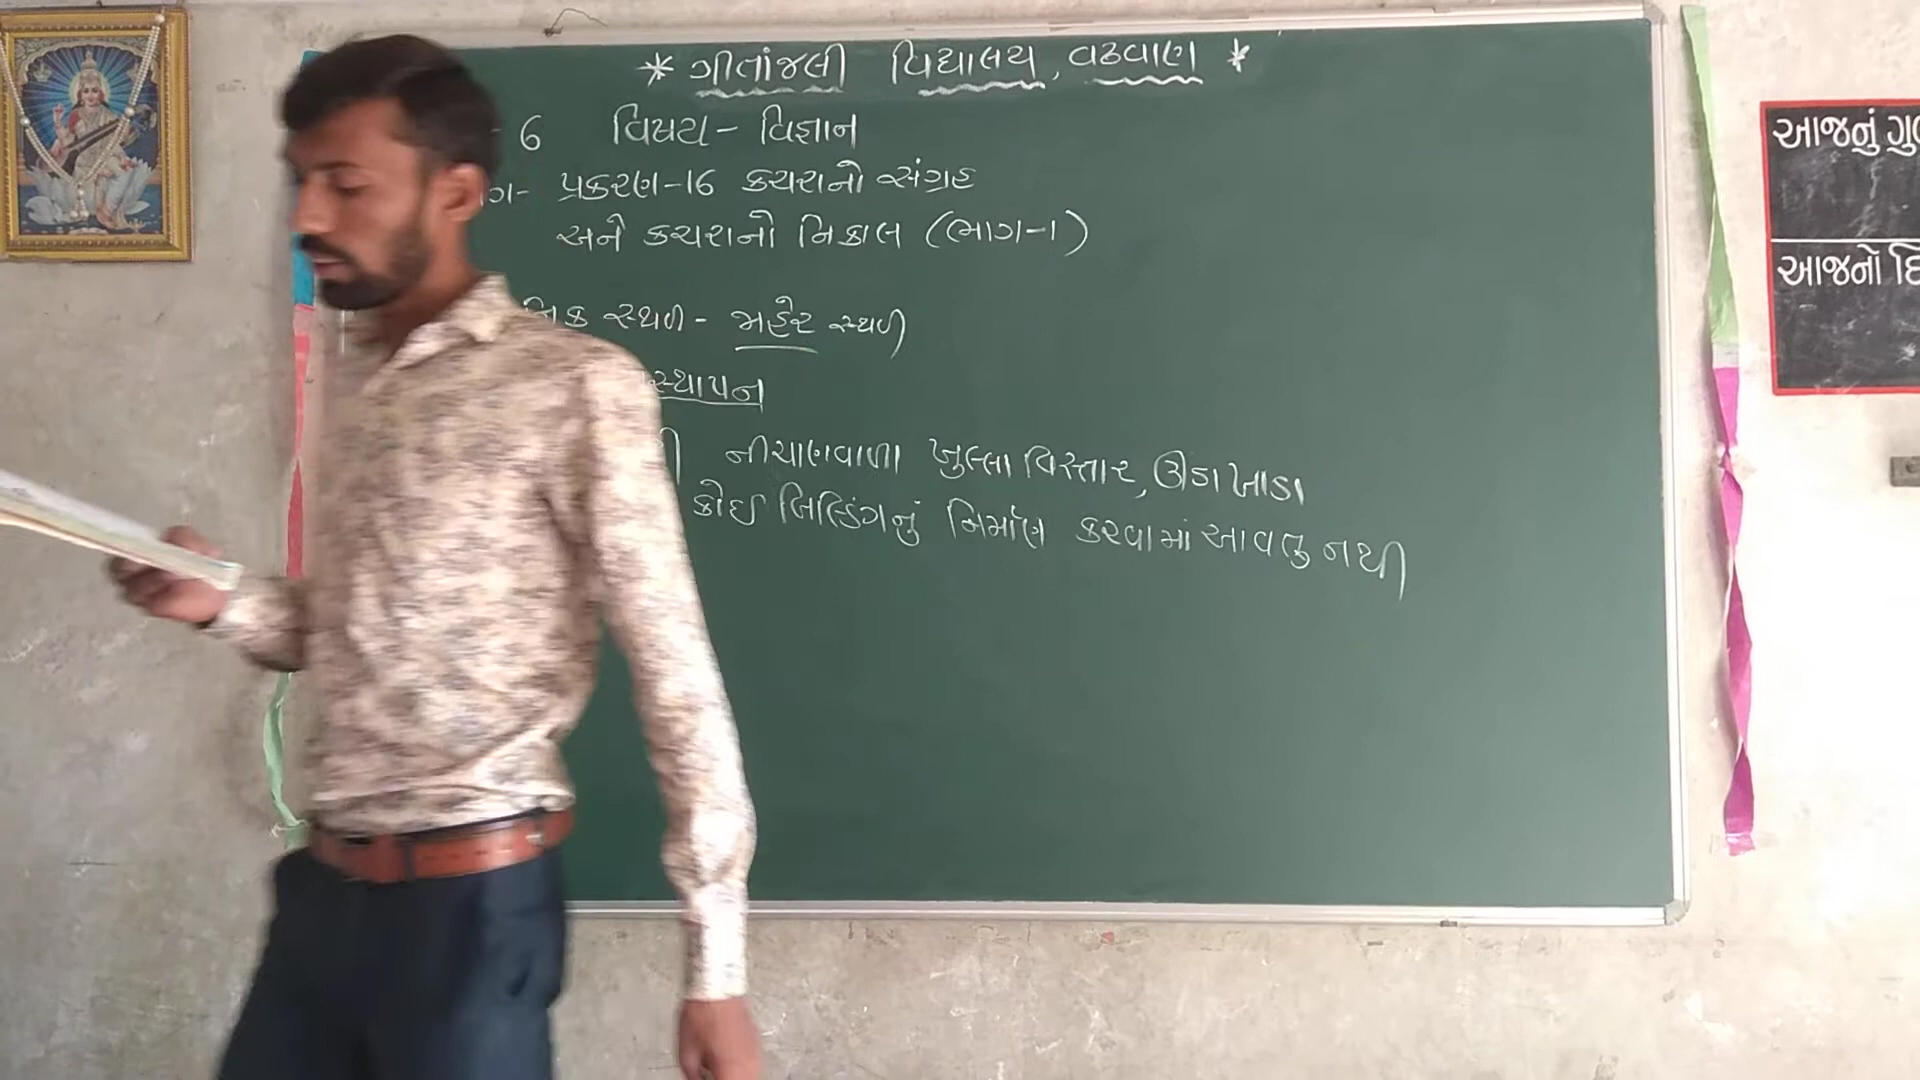 * ગીતાંજલી વિદ્યાલય, વઢવાણ *
- 6 વિષય - વિજ્ઞાન
પ્રકરણ-16 કચરાનો સંગ્રહ
અને કચરાનો નિકાલ (ભાગ-1)
સ્થળ - જાહેર સ્થળ
નીચાણવાળા ખુલ્લા વિસ્તાર, ઊંડા ખાડા
કોઈ બિલ્ડિંગનું નિર્માણ કરવામાં આવતુ નથી
આજનું
આજનો